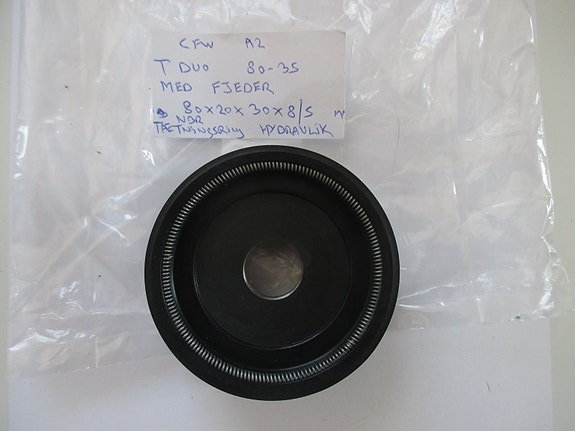 CFW A2
T DUO 80-35
MED FJEDER
80x20x30x8/5
NBR
TÆTNINGSRING HYDRAULIK